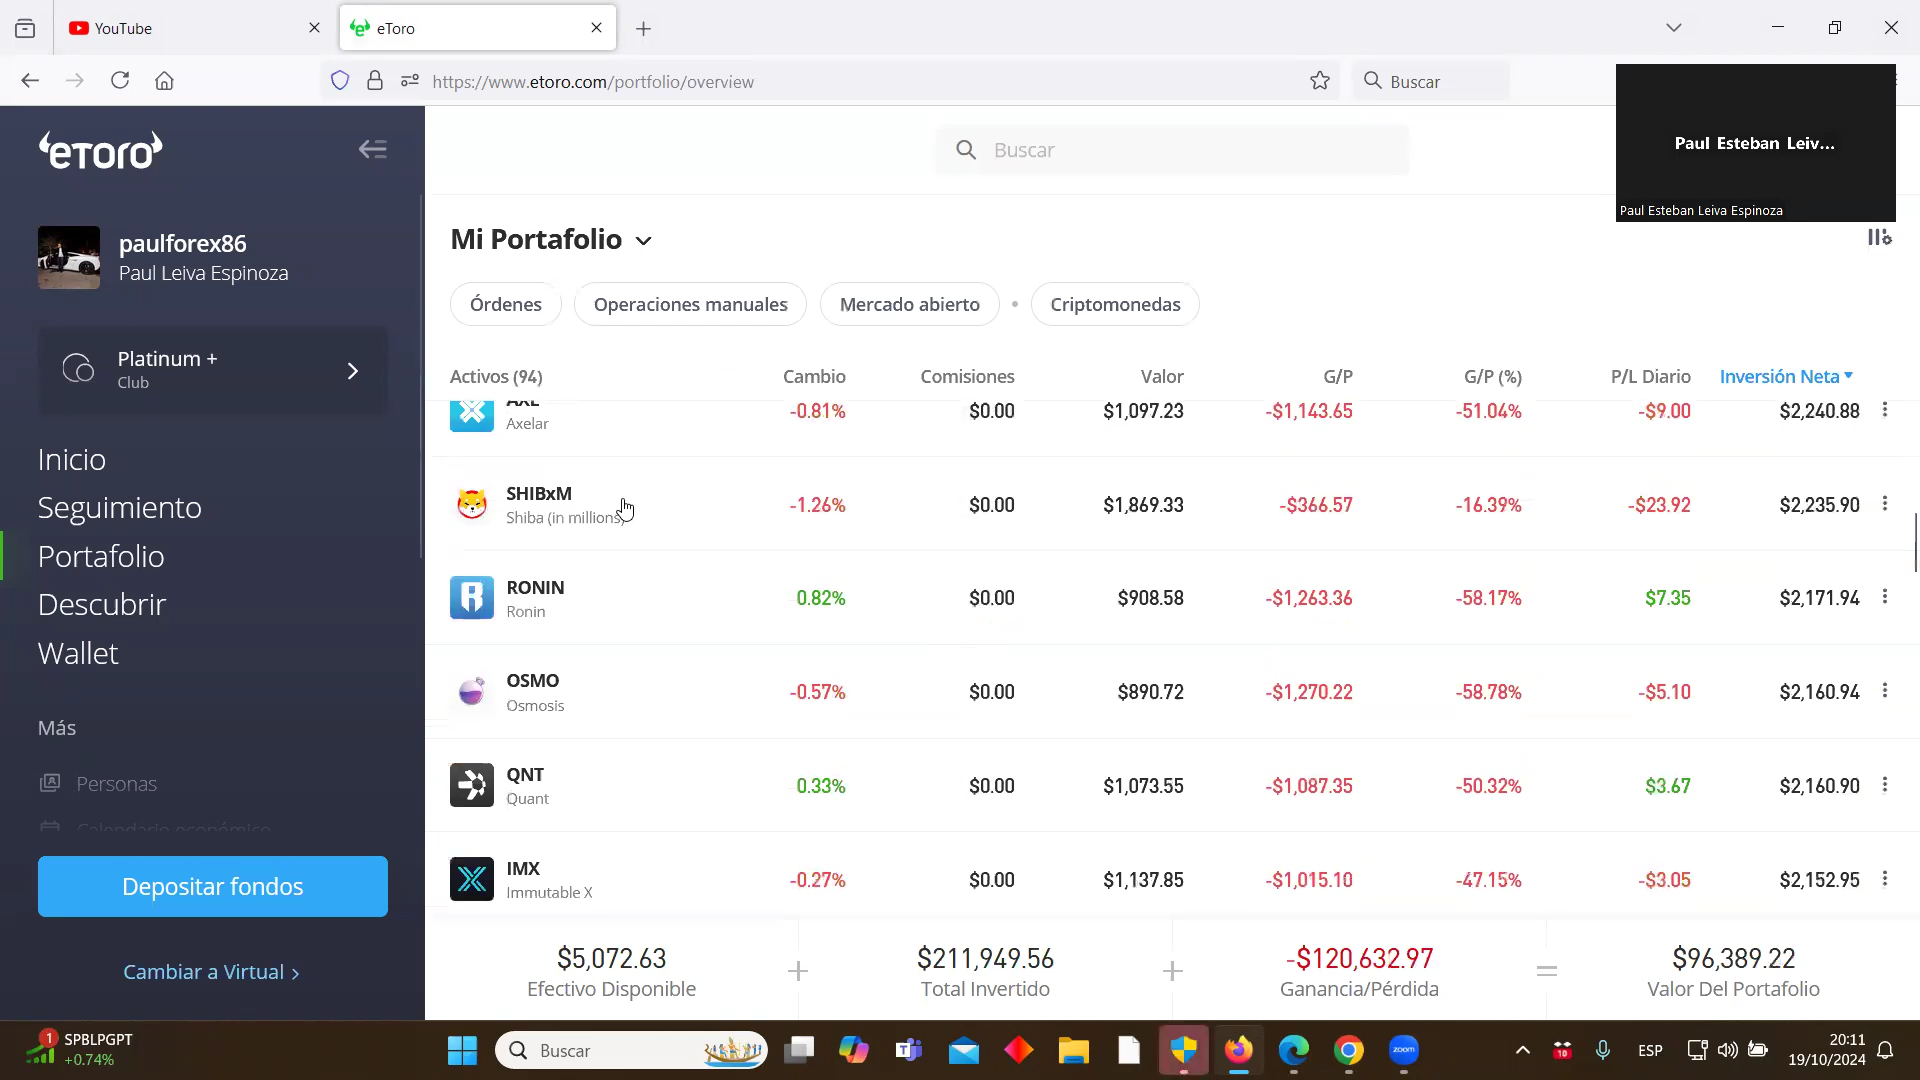 YouTube
eToro
https://www.etoro.com/portfolio/overview
Buscar
Paul Esteban Leiv...
Paul Esteban Leiva Espinoza
eTORO
Buscar
paulforex86
Paul Leiva Espinoza
Platinum +
Club
Inicio
Seguimiento
Portafolio
Descubrir
Wallet
Más
Personas
Calendario económico
Depositar fondos
Cambiar a Virtual >
Mi Portafolio
Órdenes Operaciones manuales Mercado abierto • Criptomonedas
Activos (94) Cambio Comisiones Valor G/P G/P (%) P/L Diario Inversión Neta
AXL -0.81% $0.00 $1,097.23 -$1,143.65 -51.04% -$9.00 $2,240.88
Axelar
SHIBxM -1.26% $0.00 $1,869.33 -$366.57 -16.39% -$23.92 $2,235.90
Shiba (in millions)
RONIN 0.82% $0.00 $908.58 -$1,263.36 -58.17% $7.35 $2,171.94
Ronin
OSMO -0.57% $0.00 $890.72 -$1,270.22 -58.78% -$5.10 $2,160.94
Osmosis
QNT 0.33% $0.00 $1,073.55 -$1,087.35 -50.32% $3.67 $2,160.90
Quant
IMX -0.27% $0.00 $1,137.85 -$1,015.10 -47.15% -$3.05 $2,152.95
Immutable X
$5,072.63 + $211,949.56 + -$120,632.97 = $96,389.22
Efectivo Disponible Total Invertido Ganancia/Pérdida Valor Del Portafolio
1 SPBLPGPT
+0.74%
Buscar
zoom
10
ESP
20:11
19/10/2024